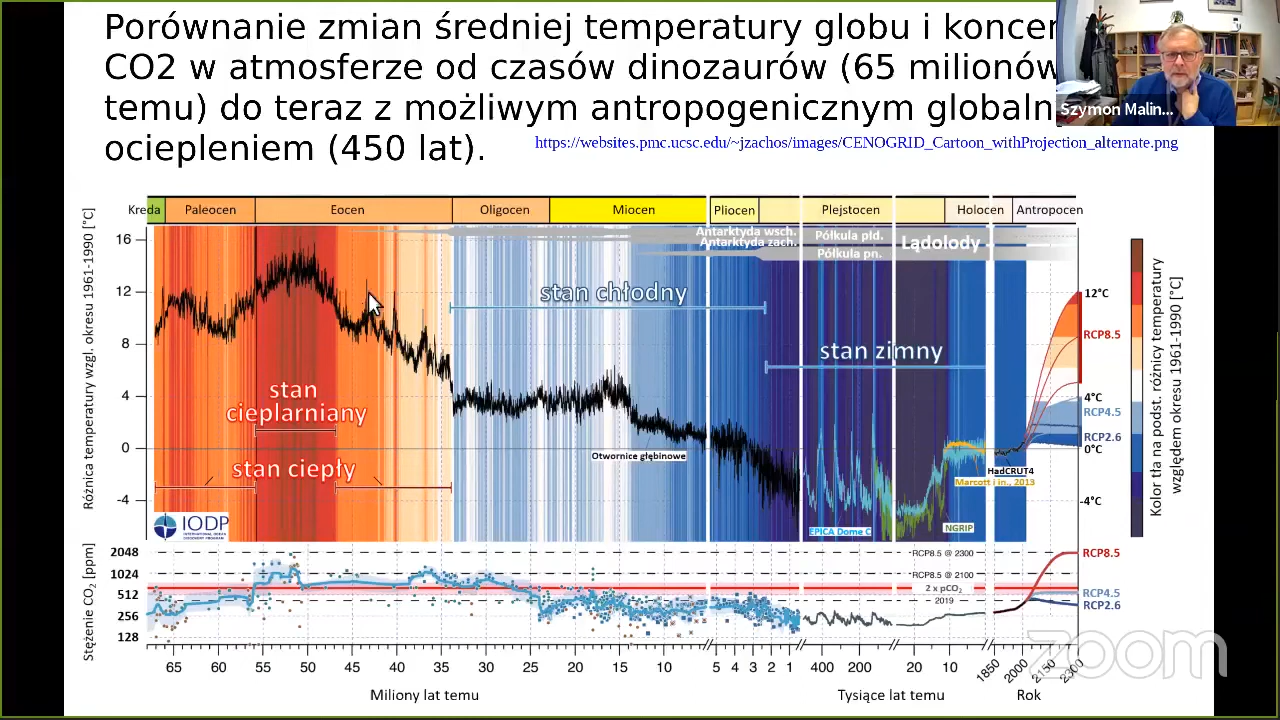 Porównanie zmian średniej temperatury globu i koncen
CO2 w atmosferze od czasów dinozaurów (65 milionów
temu) do teraz z możliwym antropogenicznym globaln
ociepleniem (450 lat).
https://websites.pmc.ucsc.edu/~jzachos/images/CENOGRID_Cartoon_withProjection_alternate.png
Szymon Malin...
Kreda Paleocen Eocen Oligocen Miocen Pliocen Plejstocen Holocen Antropocen
Różnica temperatury wzgl. okresu 1961-1990 [°C]
16
12
8
4
0
-4
Antarktyda wsch.
Antarktyda zach.
Półkula płd.
Półkula pn.
Lądolody
stan chłodny
stan zimny
stan
cieplarniany
stan ciepły
Otwornice głębinowe
EPICA Dome C
NGRIP
HadCRUT4
Marcott i in., 2013
IODP
INTERNATIONAL OCEAN
DISCOVERY PROGRAM
12°C
RCP8.5
4°C
RCP4.5
RCP2.6
0°C
-4°C
Kolor tła na podst. różnicy temperatury
względem okresu 1961-1990 [°C]
Stężenie CO₂ [ppm]
2048
1024
512
256
128
RCP8.5 @ 2300
RCP8.5 @ 2100
2 x pCO₂
2019
RCP8.5
RCP4.5
RCP2.6
65 60 55 50 45 40 35 30 25 20 15 10 5 4 3 2 1 400 200 20 10 1850 2000 2150 2300
Miliony lat temu
Tysiące lat temu
Rok
zoom